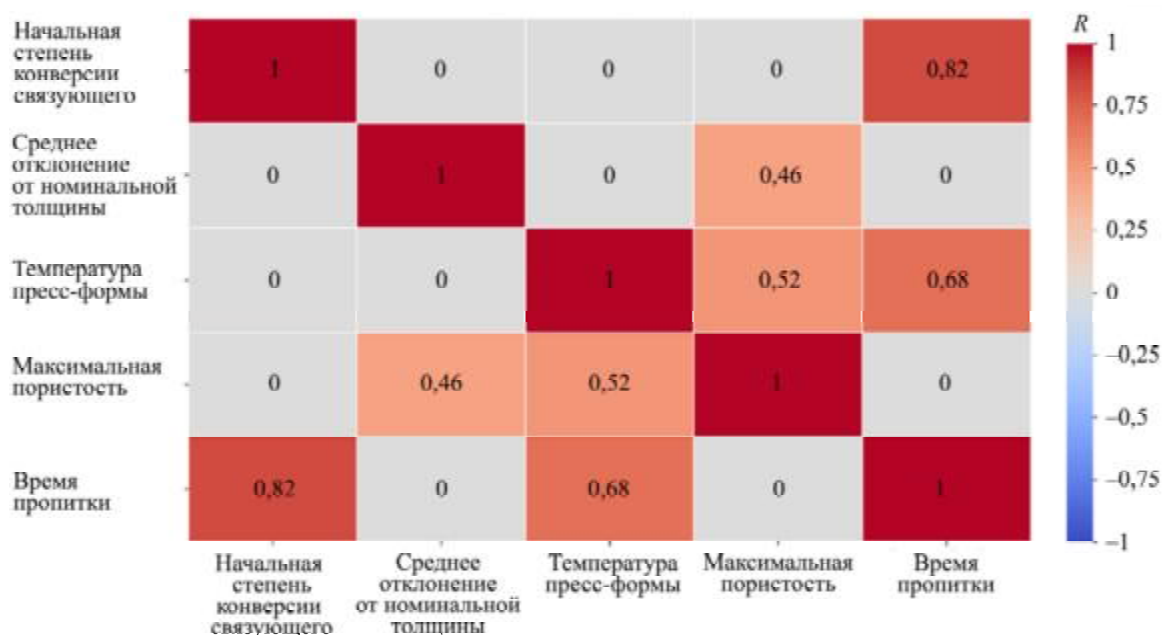 Начальная
степень
конверсии
связующего
1
0
0
0
0,82
Среднее
отклонение
от номинальной
толщины
0
1
0
0,46
0
Температура
пресс-формы
0
0
1
0,52
0,68
Максимальная
пористость
0
0,46
0,52
1
0
Время
пропитки
0,82
0
0,68
0
1
Начальная
степень
конверсии
связующего
Среднее
отклонение
от номинальной
толщины
Температура
пресс-формы
Максимальная
пористость
Время
пропитки
R
1
0,75
0,5
0,25
0
–0,25
–0,5
–0,75
–1